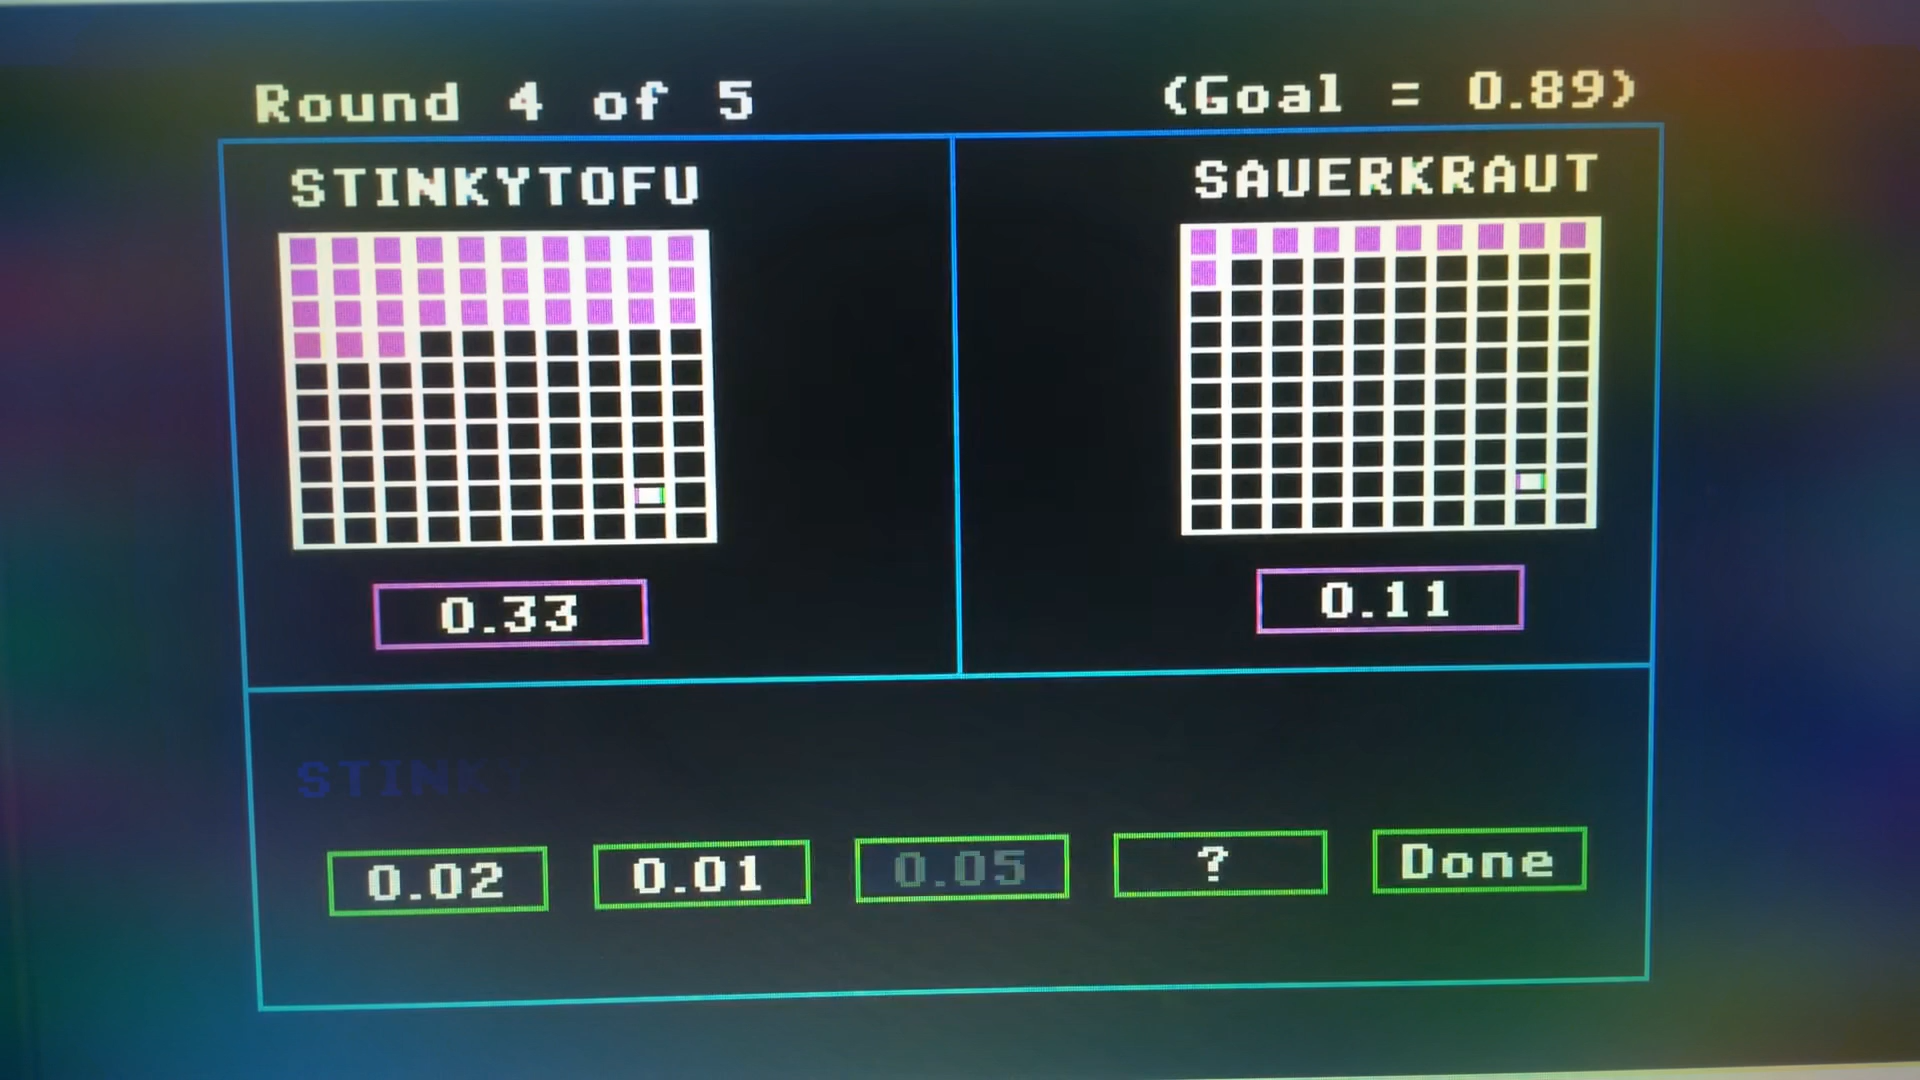 Round 4 of 5 (Goal = 0.89)
STINKYTOFU SAUERKRAUT
0.33 0.11
STINKY
0.02 0.01 0.05 ? Done